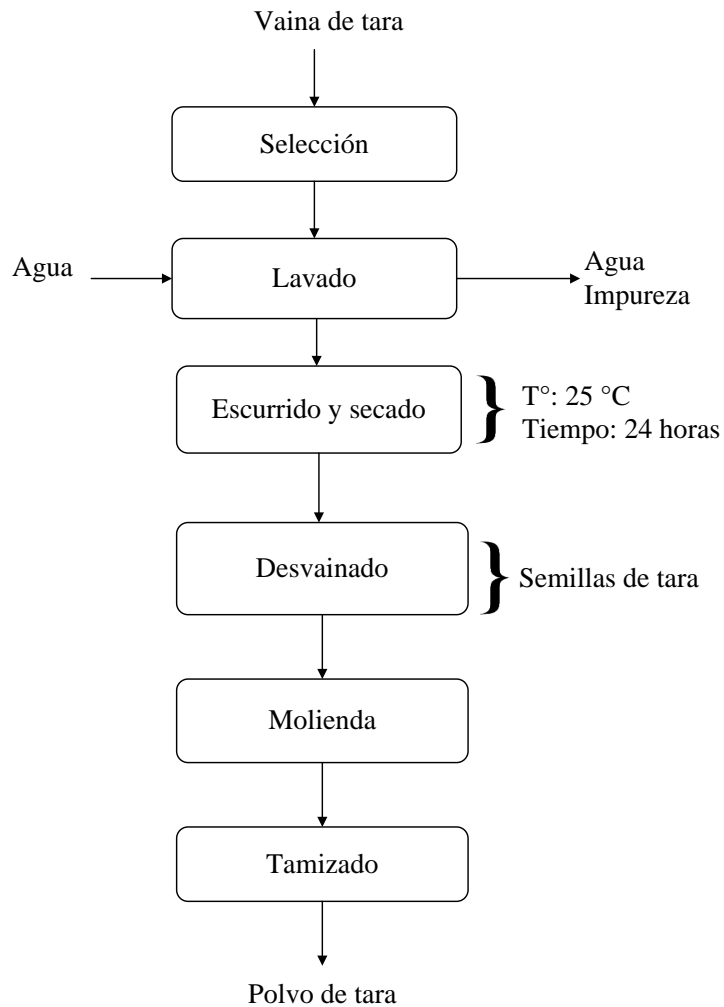 Vaina de tara
Selección
Agua
Lavado
Agua
Impureza
Escurrido y secado
T°: 25 °C
Tiempo: 24 horas
Desvainado
Semillas de tara
Molienda
Tamizado
Polvo de tara